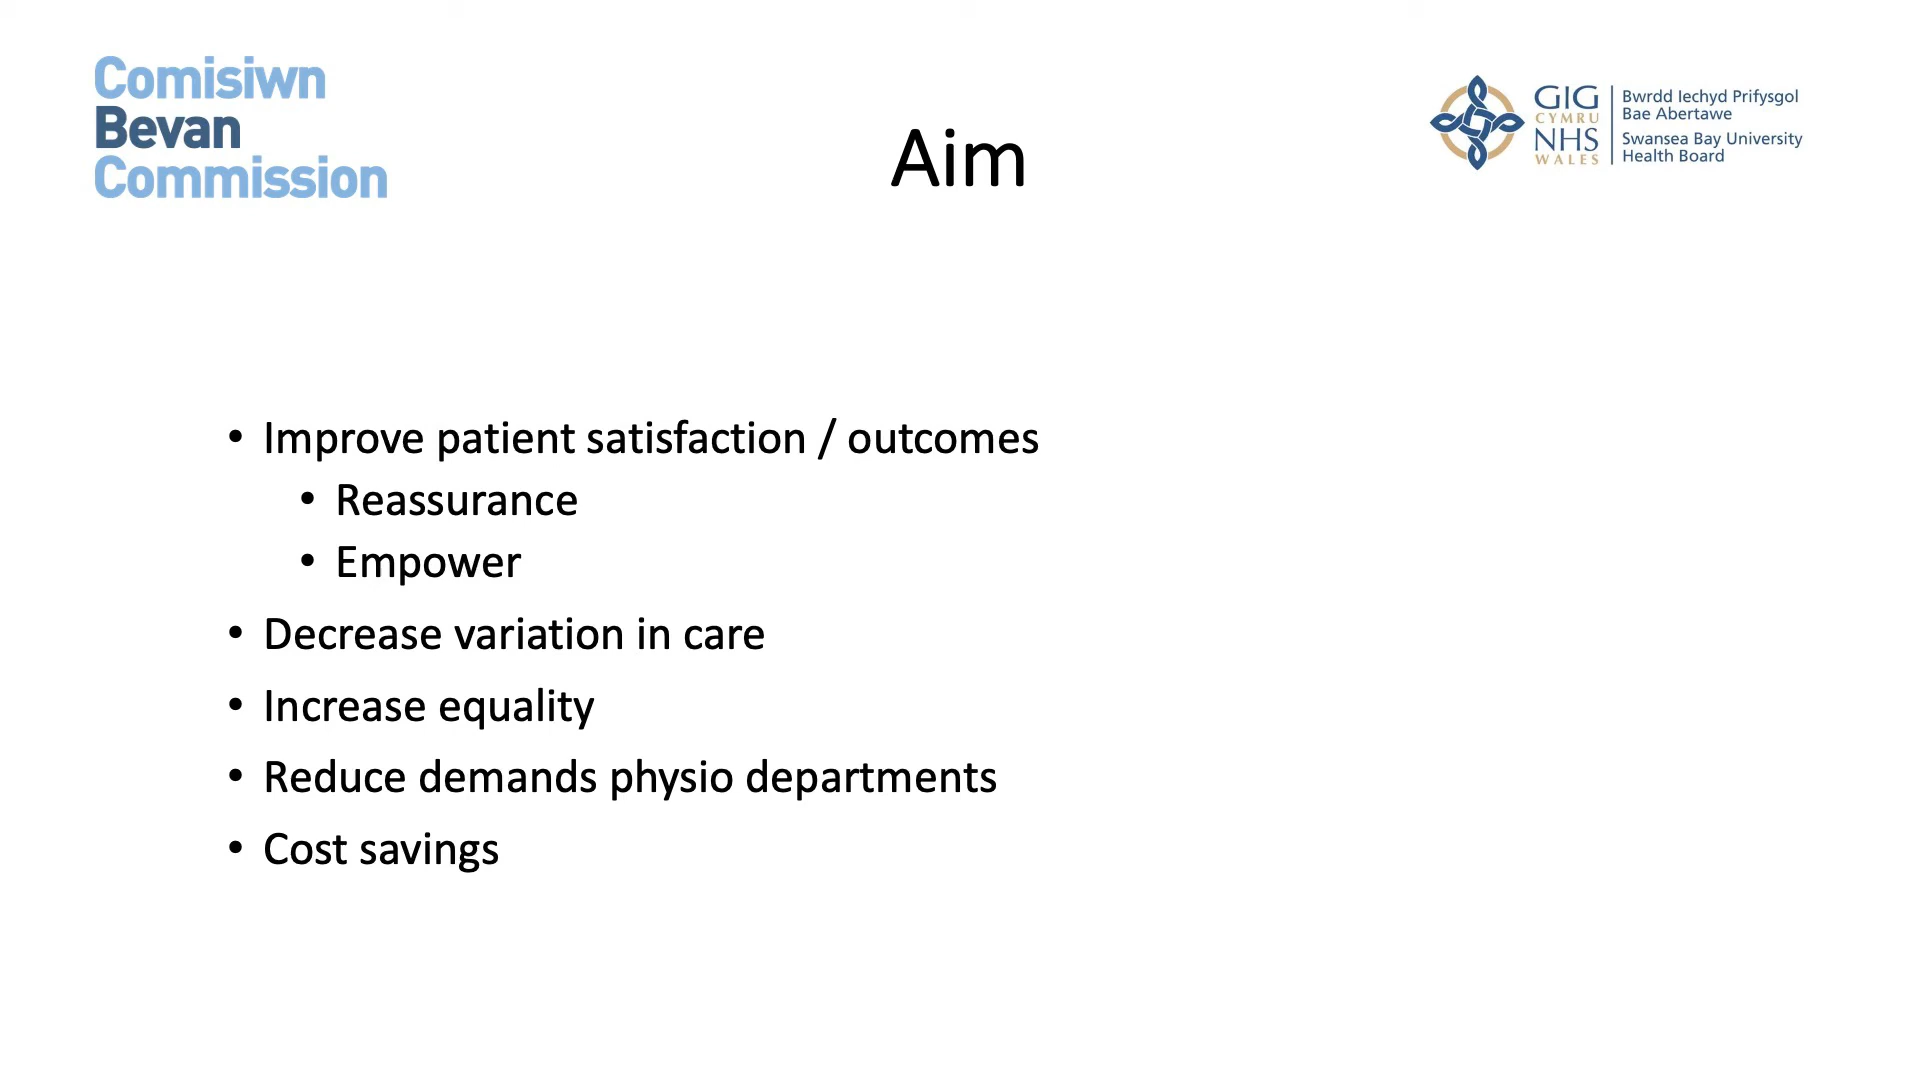 Comisiwn
Bevan
Commission
Aim
GIG
CYMRU
NHS
WALES
Bwrdd Iechyd Prifysgol
Bae Abertawe
Swansea Bay University
Health Board
• Improve patient satisfaction / outcomes
• Reassurance
• Empower
• Decrease variation in care
• Increase equality
• Reduce demands physio departments
• Cost savings